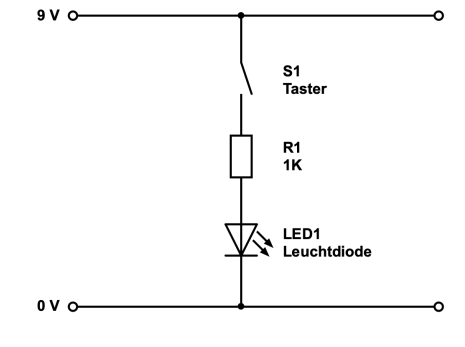 9 V
S1
Taster
R1
1K
LED1
Leuchtdiode
0 V